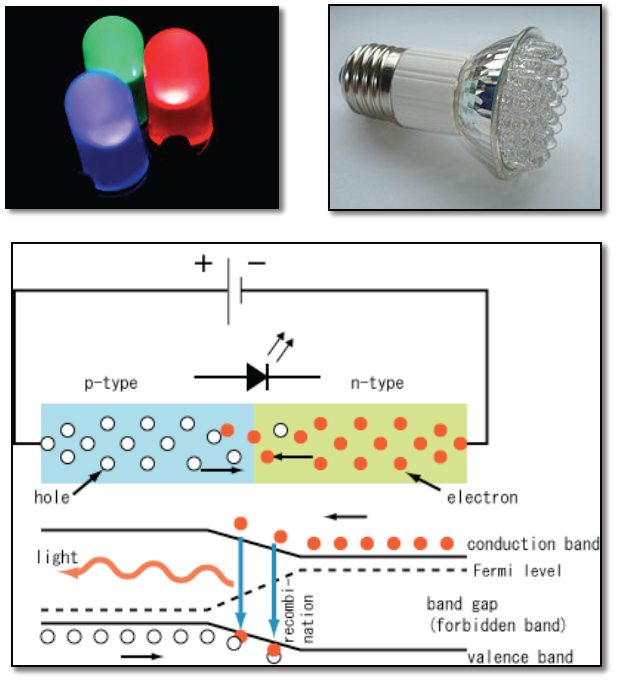 + −
p-type
n-type
hole
electron
conduction band
light
Fermi level
recombi-
nation
band gap
(forbidden band)
valence band